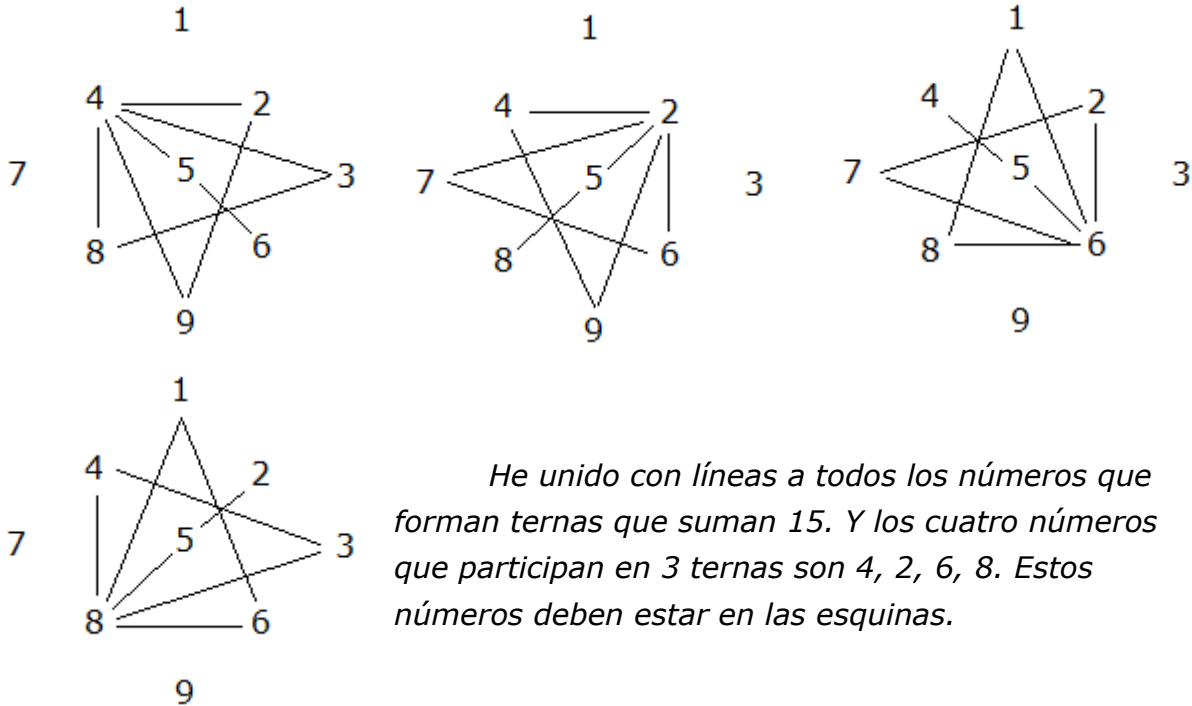 1 1 1
4 2 4 2 4 2
7 5 3 7 5 3 7 5 3
8 6 8 6 8 6
9 9 9
1
4 2
7 5 3
8 6
9
He unido con líneas a todos los números que
forman ternas que suman 15. Y los cuatro números
que participan en 3 ternas son 4, 2, 6, 8. Estos
números deben estar en las esquinas.